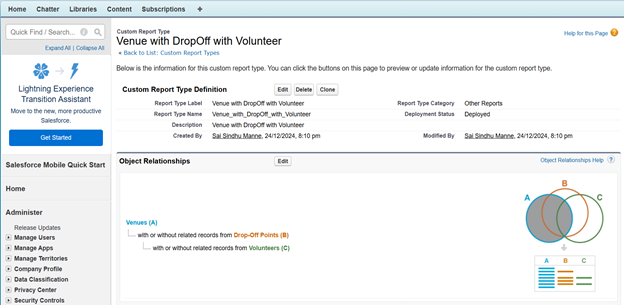 Home Chatter Libraries Content Subscriptions +
Quick Find / Search...
Expand All | Collapse All
Lightning Experience
Transition Assistant
Move to the new, more productive
Salesforce.
Get Started
Salesforce Mobile Quick Start
Home
Administer
Release Updates
Manage Users
Manage Apps
Manage Territories
Company Profile
Data Classification
Privacy Center
Security Controls
Custom Report Type
Venue with DropOff with Volunteer
Help for this Page ?
« Back to List: Custom Report Types
Below is the information for this custom report type. You can click the buttons on this page to preview or update information for the custom report type.
Custom Report Type Definition Edit Delete Clone
Report Type Label Venue with DropOff with Volunteer Report Type Category Other Reports
Report Type Name Venue_with_DropOff_with_Volunteer Deployment Status Deployed
Description Venue with DropOff with Volunteer
Created By Sai Sindhu Manne, 24/12/2024, 8:10 pm Modified By Sai Sindhu Manne, 24/12/2024, 8:10 pm
Object Relationships Edit Object Relationships Help ?
Venues (A)
with or without related records from Drop-Off Points (B)
with or without related records from Volunteers (C)
B
A C
A B C